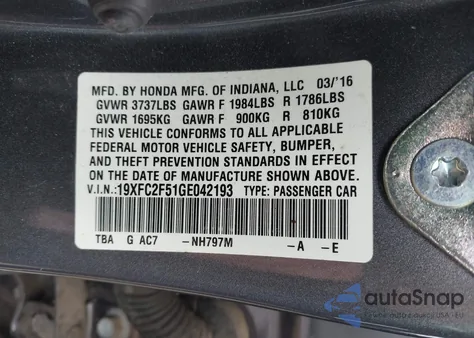 MFD. BY HONDA MFG. OF INDIANA, LLC 03/'16
GVWR 3737LBS GAWR F 1984LBS R 1786LBS
GVWR 1695KG GAWR F 900KG R 810KG
THIS VEHICLE CONFORMS TO ALL APPLICABLE
FEDERAL MOTOR VEHICLE SAFETY, BUMPER,
AND THEFT PREVENTION STANDARDS IN EFFECT
ON THE DATE OF MANUFACTURE SHOWN ABOVE.
V.I.N.:19XFC2F51GE042193 TYPE: PASSENGER CAR
TBA G AC7 -NH797M -A -E
autoSnap